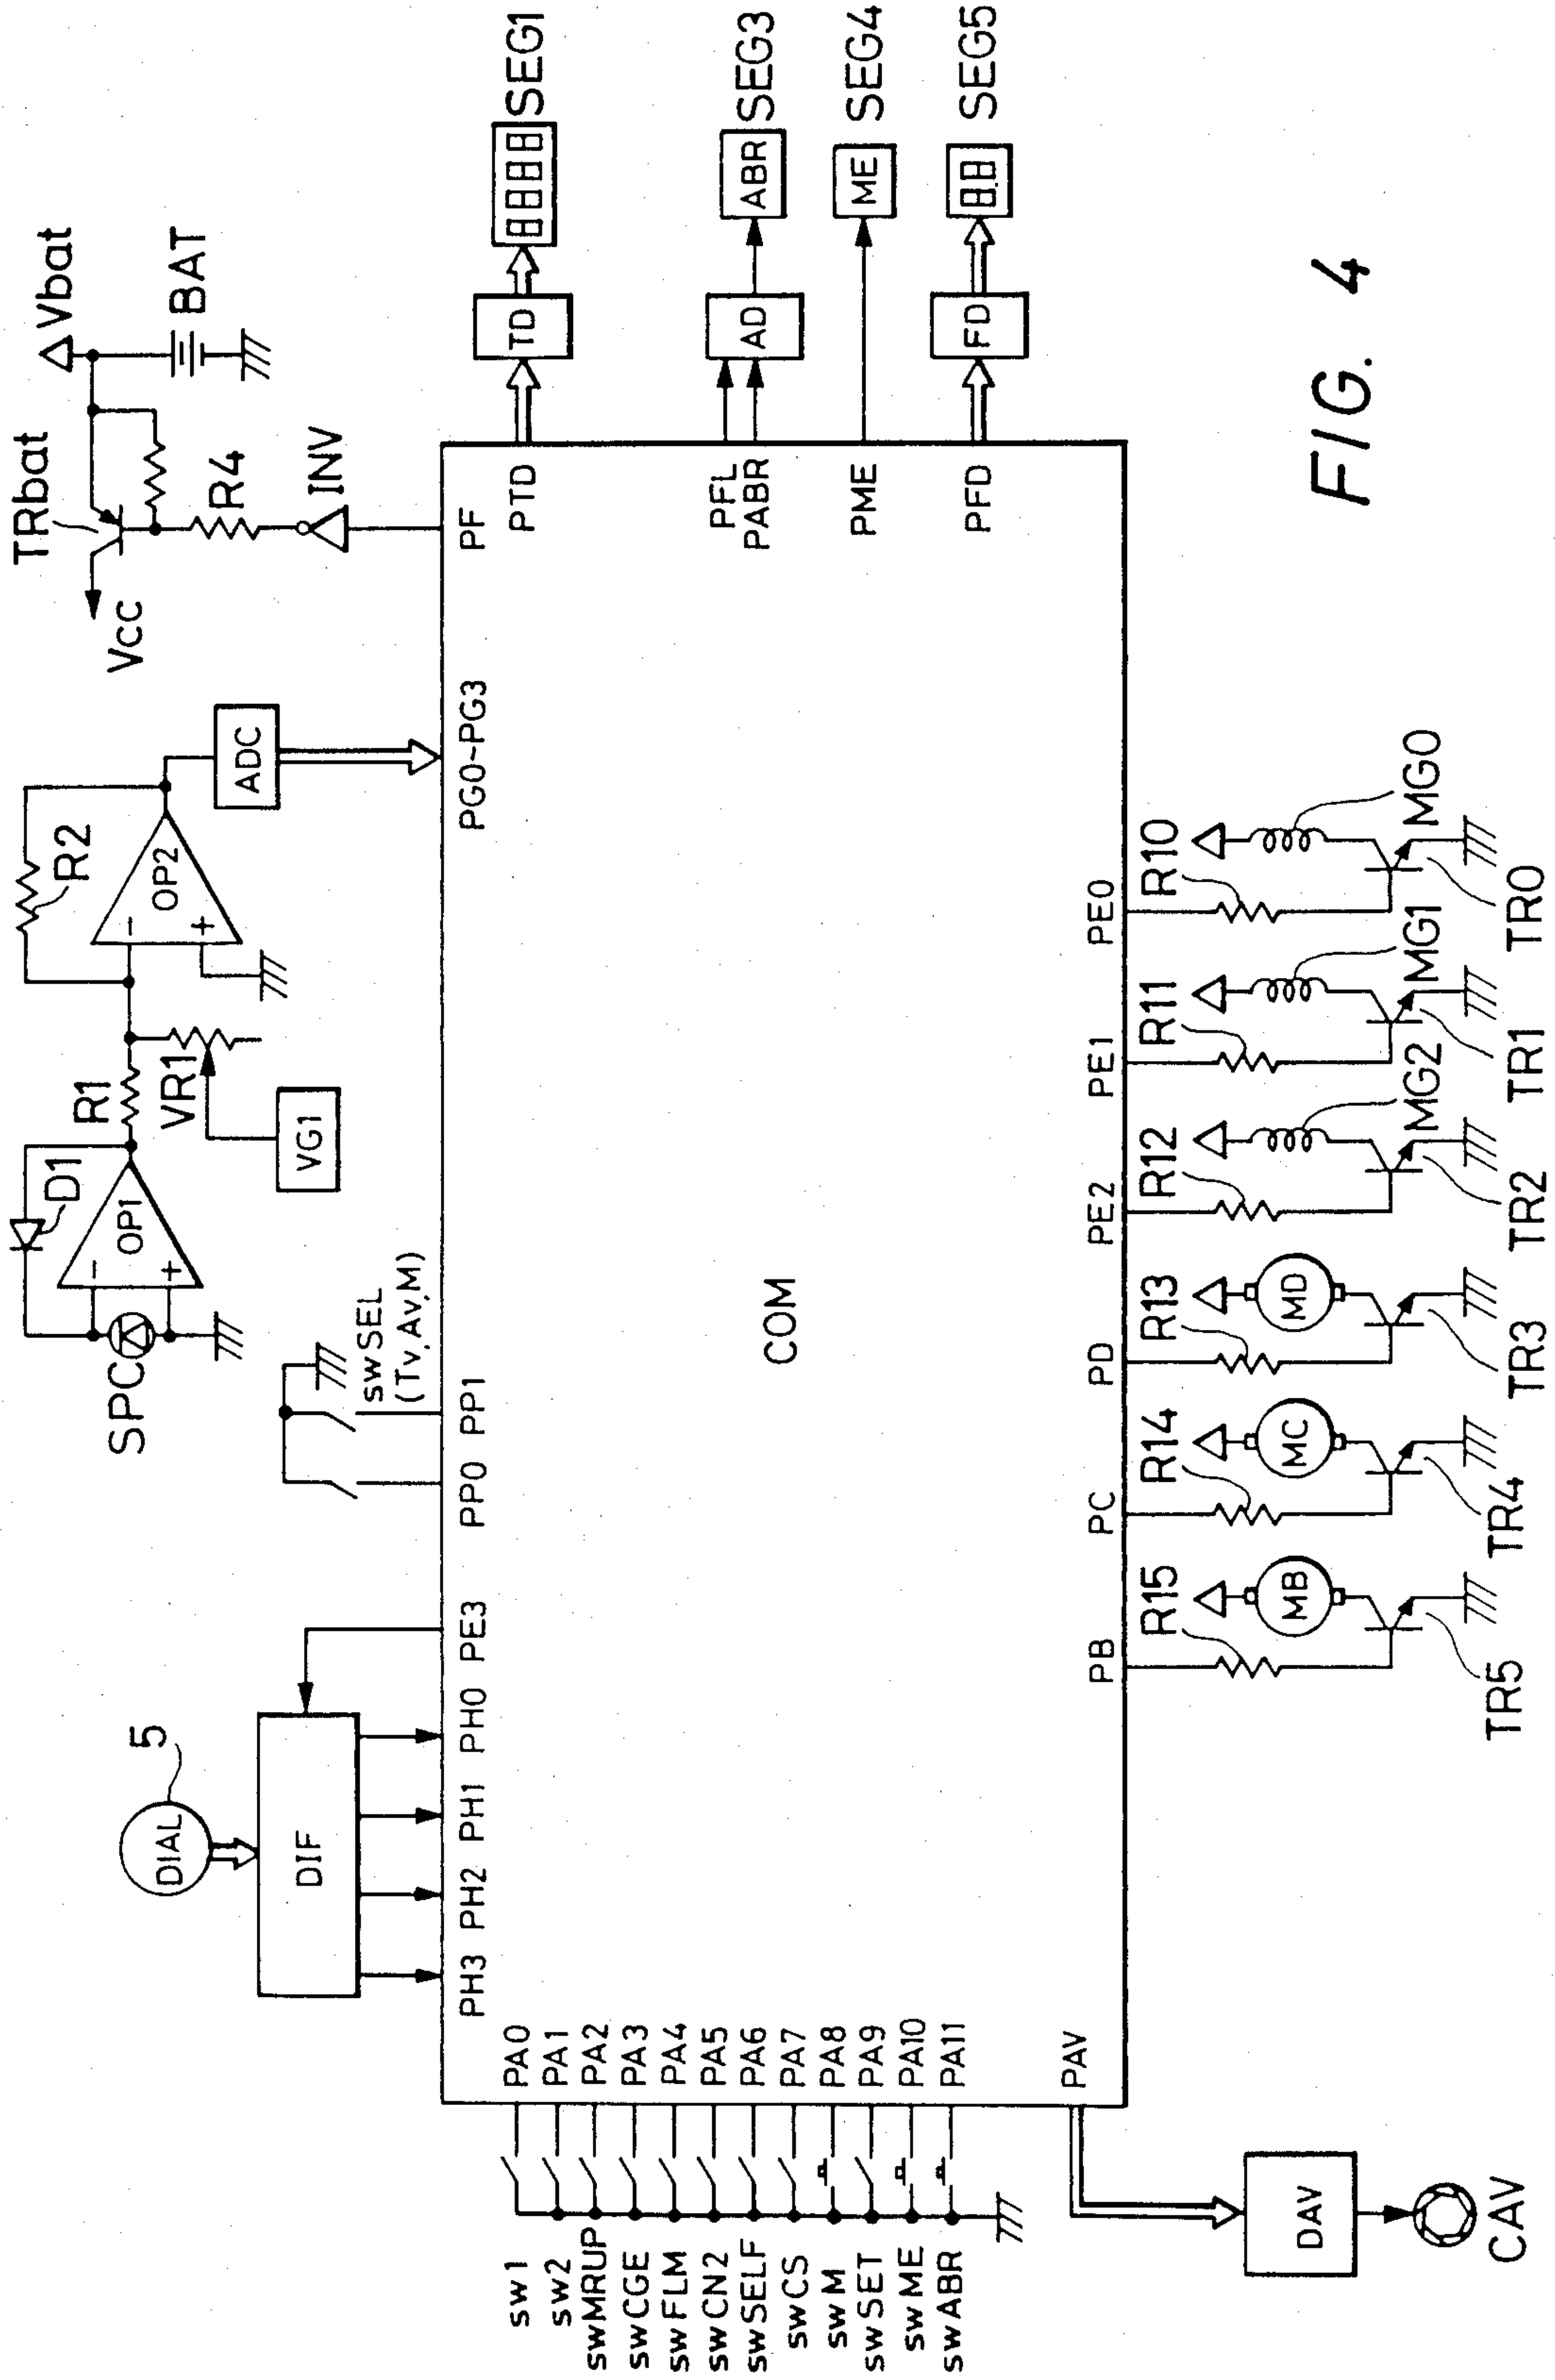 TRbat
Vbat
BAT
R4
INV
Vcc
PF
R2
OP2
-
+
ADC
PG0~PG3
R1
VR1
VG1
D1
OP1
-
+
SPC
swSEL
(Tv,Av,M)
PP0
PP1
DIAL
5
DIF
PH3
PH2
PH1
PH0
PE3
PTD
TD
SEG1
PFL
PABR
AD
ABR
SEG3
PME
ME
SEG4
PFD
FD
SEG5
COM
sw1
PA0
sw2
PA1
swMRUP
PA2
swCGE
PA3
swFLM
PA4
swCN2
PA5
swSELF
PA6
swCS
PA7
swM
PA8
swSET
PA9
swME
PA10
swABR
PA11
PAV
DAV
CAV
PB
R15
MB
TR5
PC
R14
MC
TR4
PD
R13
MD
TR3
PE2
R12
MG2
TR2
PE1
R11
MG1
TR1
PE0
R10
MG0
TR0
FIG. 4